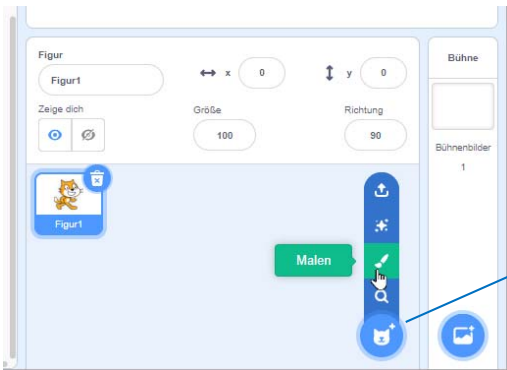 Figur
Bühne
Figur1
x
0
y
0
Zeige dich
Größe
Richtung
100
90
Bühnenbilder
1
Figur1
Malen